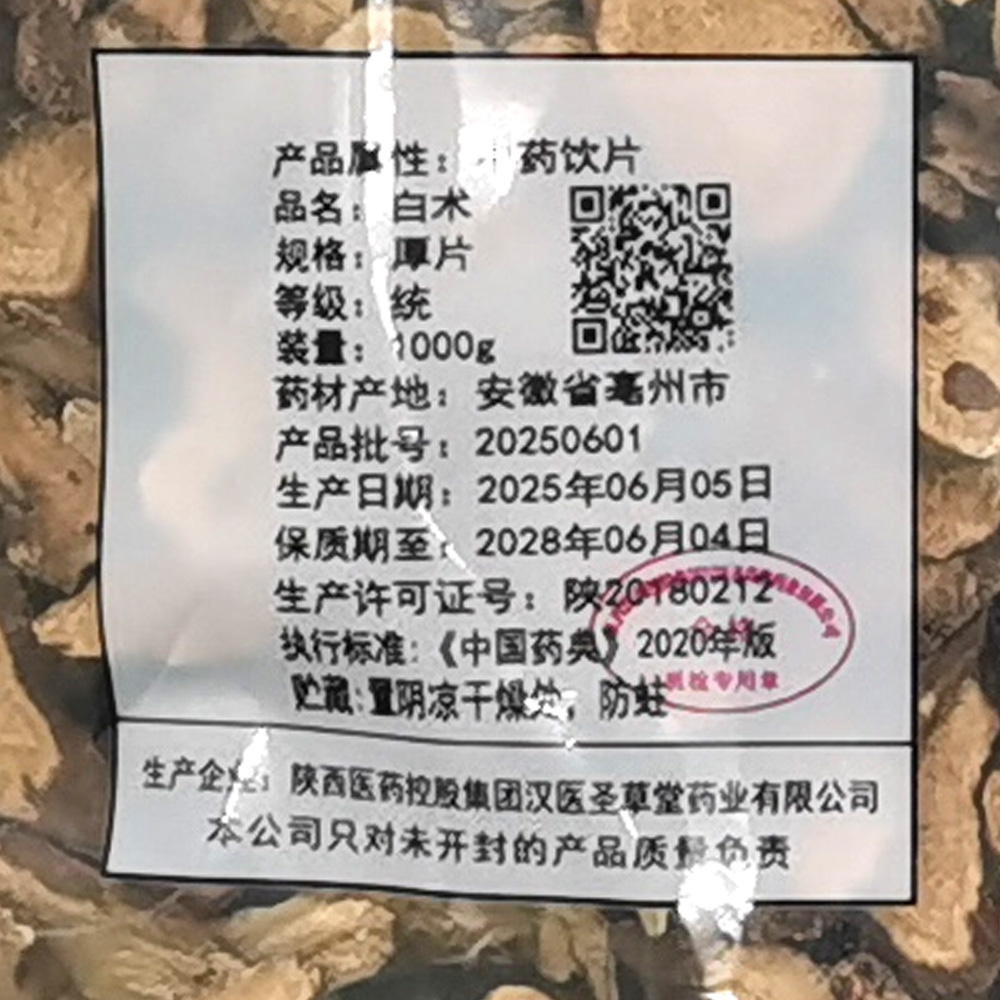 产品属性：中药饮片
品名：白术
规格：厚片
等级：统
装量：1000g
药材产地：安徽省亳州市
产品批号：20250601
生产日期：2025年06月05日
保质期至：2028年06月04日
生产许可证号：陕20180212
执行标准：《中国药典》2020年版
贮藏：置阴凉干燥处，防蛀
质检专用章
生产企业：陕西医药控股集团汉医圣草堂药业有限公司
本公司只对未开封的产品质量负责